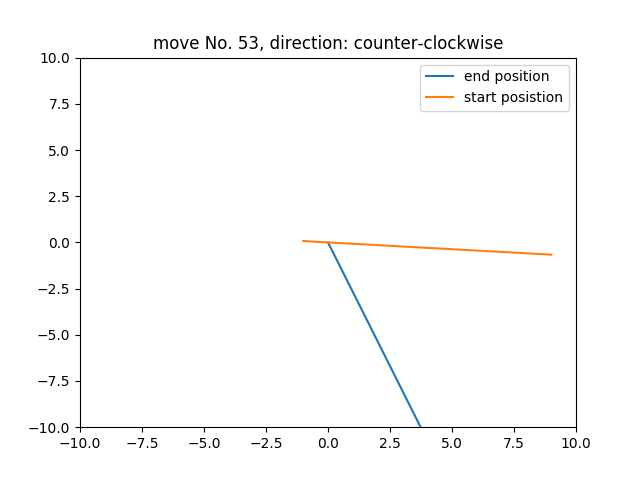 move No. 53, direction: counter-clockwise
end position
start posistion
10.0
7.5
5.0
2.5
0.0
−2.5
−5.0
−7.5
−10.0
−10.0 −7.5 −5.0 −2.5 0.0 2.5 5.0 7.5 10.0